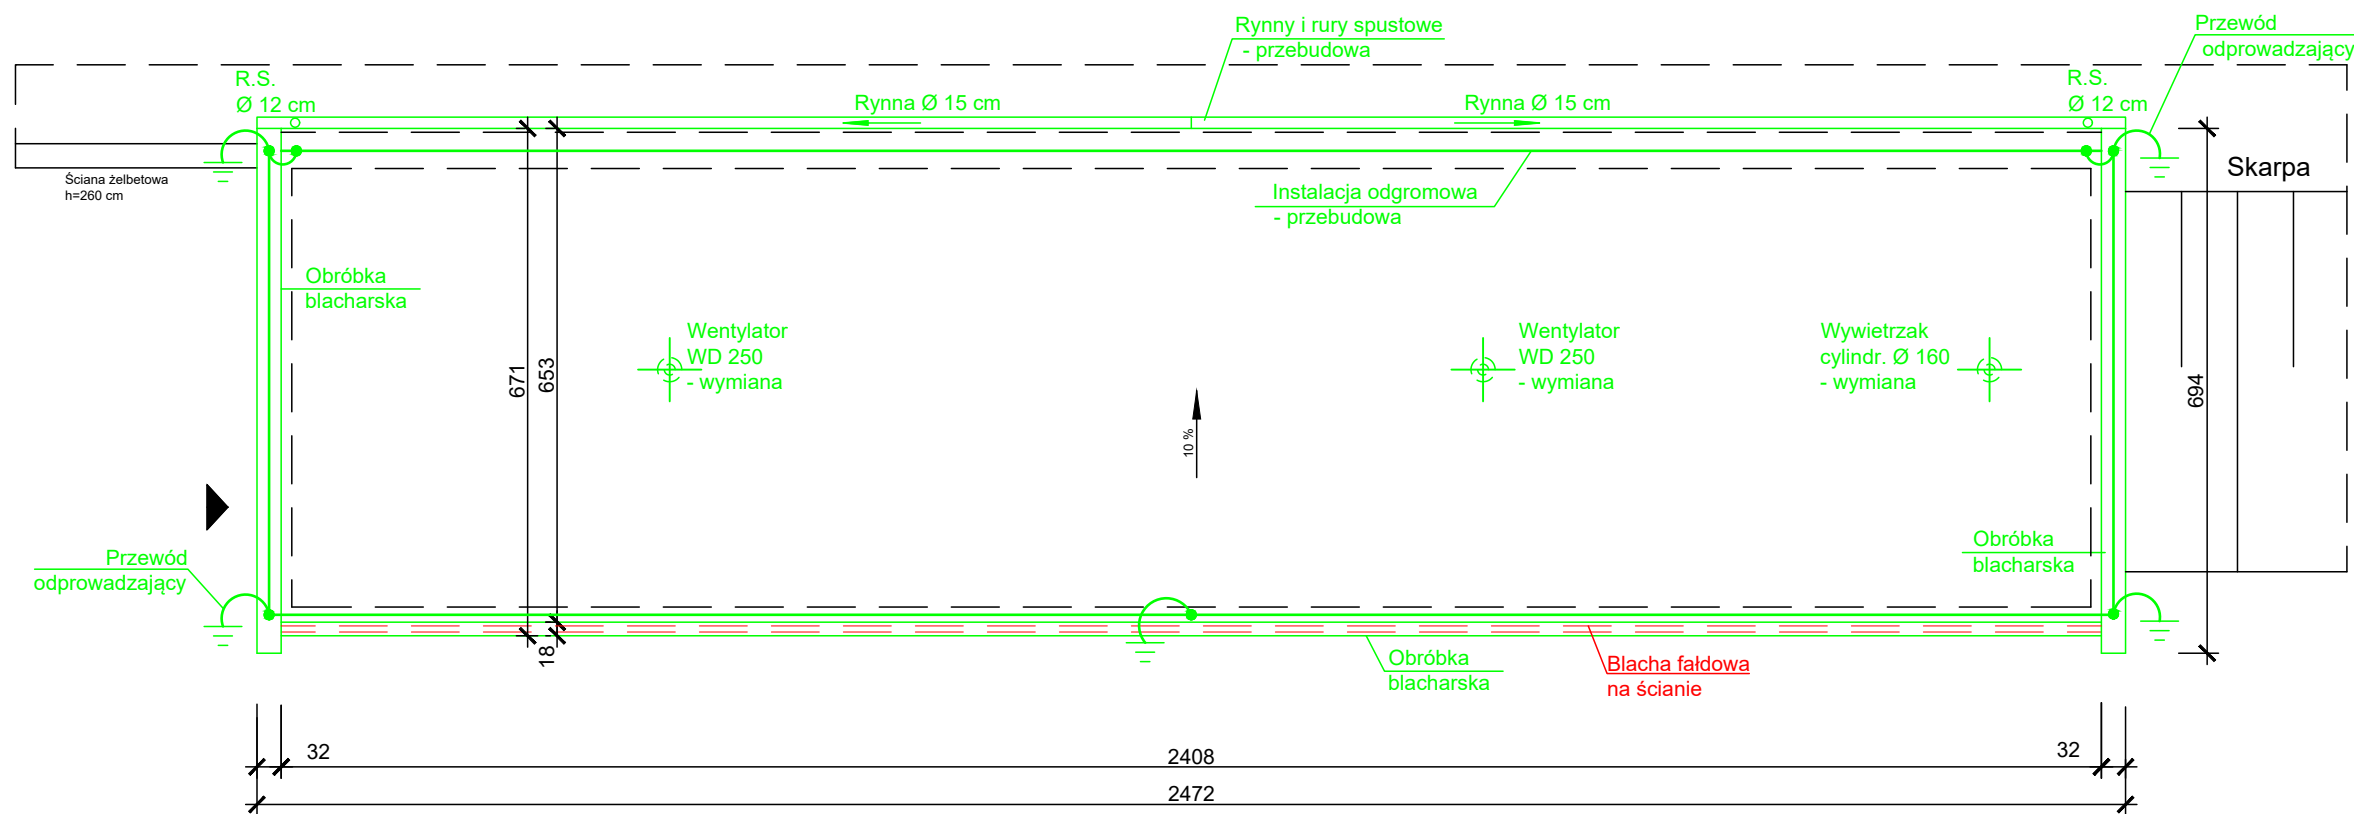 Rynny i rury spustowe
- przebudowa
Przewód
odprowadzający
R.S.
Ø 12 cm
Rynna Ø 15 cm
Rynna Ø 15 cm
R.S.
Ø 12 cm
Skarpa
Ściana żelbetowa
h=260 cm
Instalacja odgromowa
- przebudowa
Obróbka
blacharska
Wentylator
WD 250
- wymiana
Wentylator
WD 250
- wymiana
Wywietrzak
cylindr. Ø 160
- wymiana
671
653
694
10 %
Przewód
odprowadzający
Obróbka
blacharska
18
Obróbka
blacharska
Blacha fałdowa
na ścianie
32
2408
32
2472